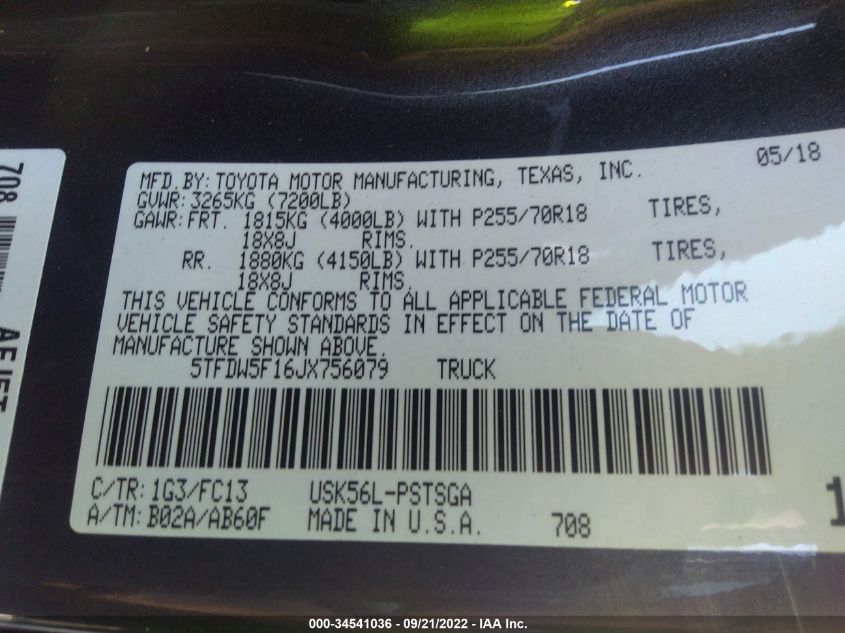 MFD.BY: TOYOTA MOTOR MANUFACTURING, TEXAS, INC. 05/18
GVWR: 3265KG (7200LB)
GAWR: FRT. 1815KG (4000LB) WITH P255/70R18 TIRES,
18X8J RIMS.
RR. 1880KG (4150LB) WITH P255/70R18 TIRES,
18X8J RIMS.
THIS VEHICLE CONFORMS TO ALL APPLICABLE FEDERAL MOTOR
VEHICLE SAFETY STANDARDS IN EFFECT ON THE DATE OF
MANUFACTURE SHOWN ABOVE.
5TFDW5F16JX756079 TRUCK
C/TR: 1G3/FC13 USK56L-PSTSGA
A/TM: B02A/AB60F MADE IN U.S.A. 708
1
708
000-34541036 - 09/21/2022 - IAA Inc.